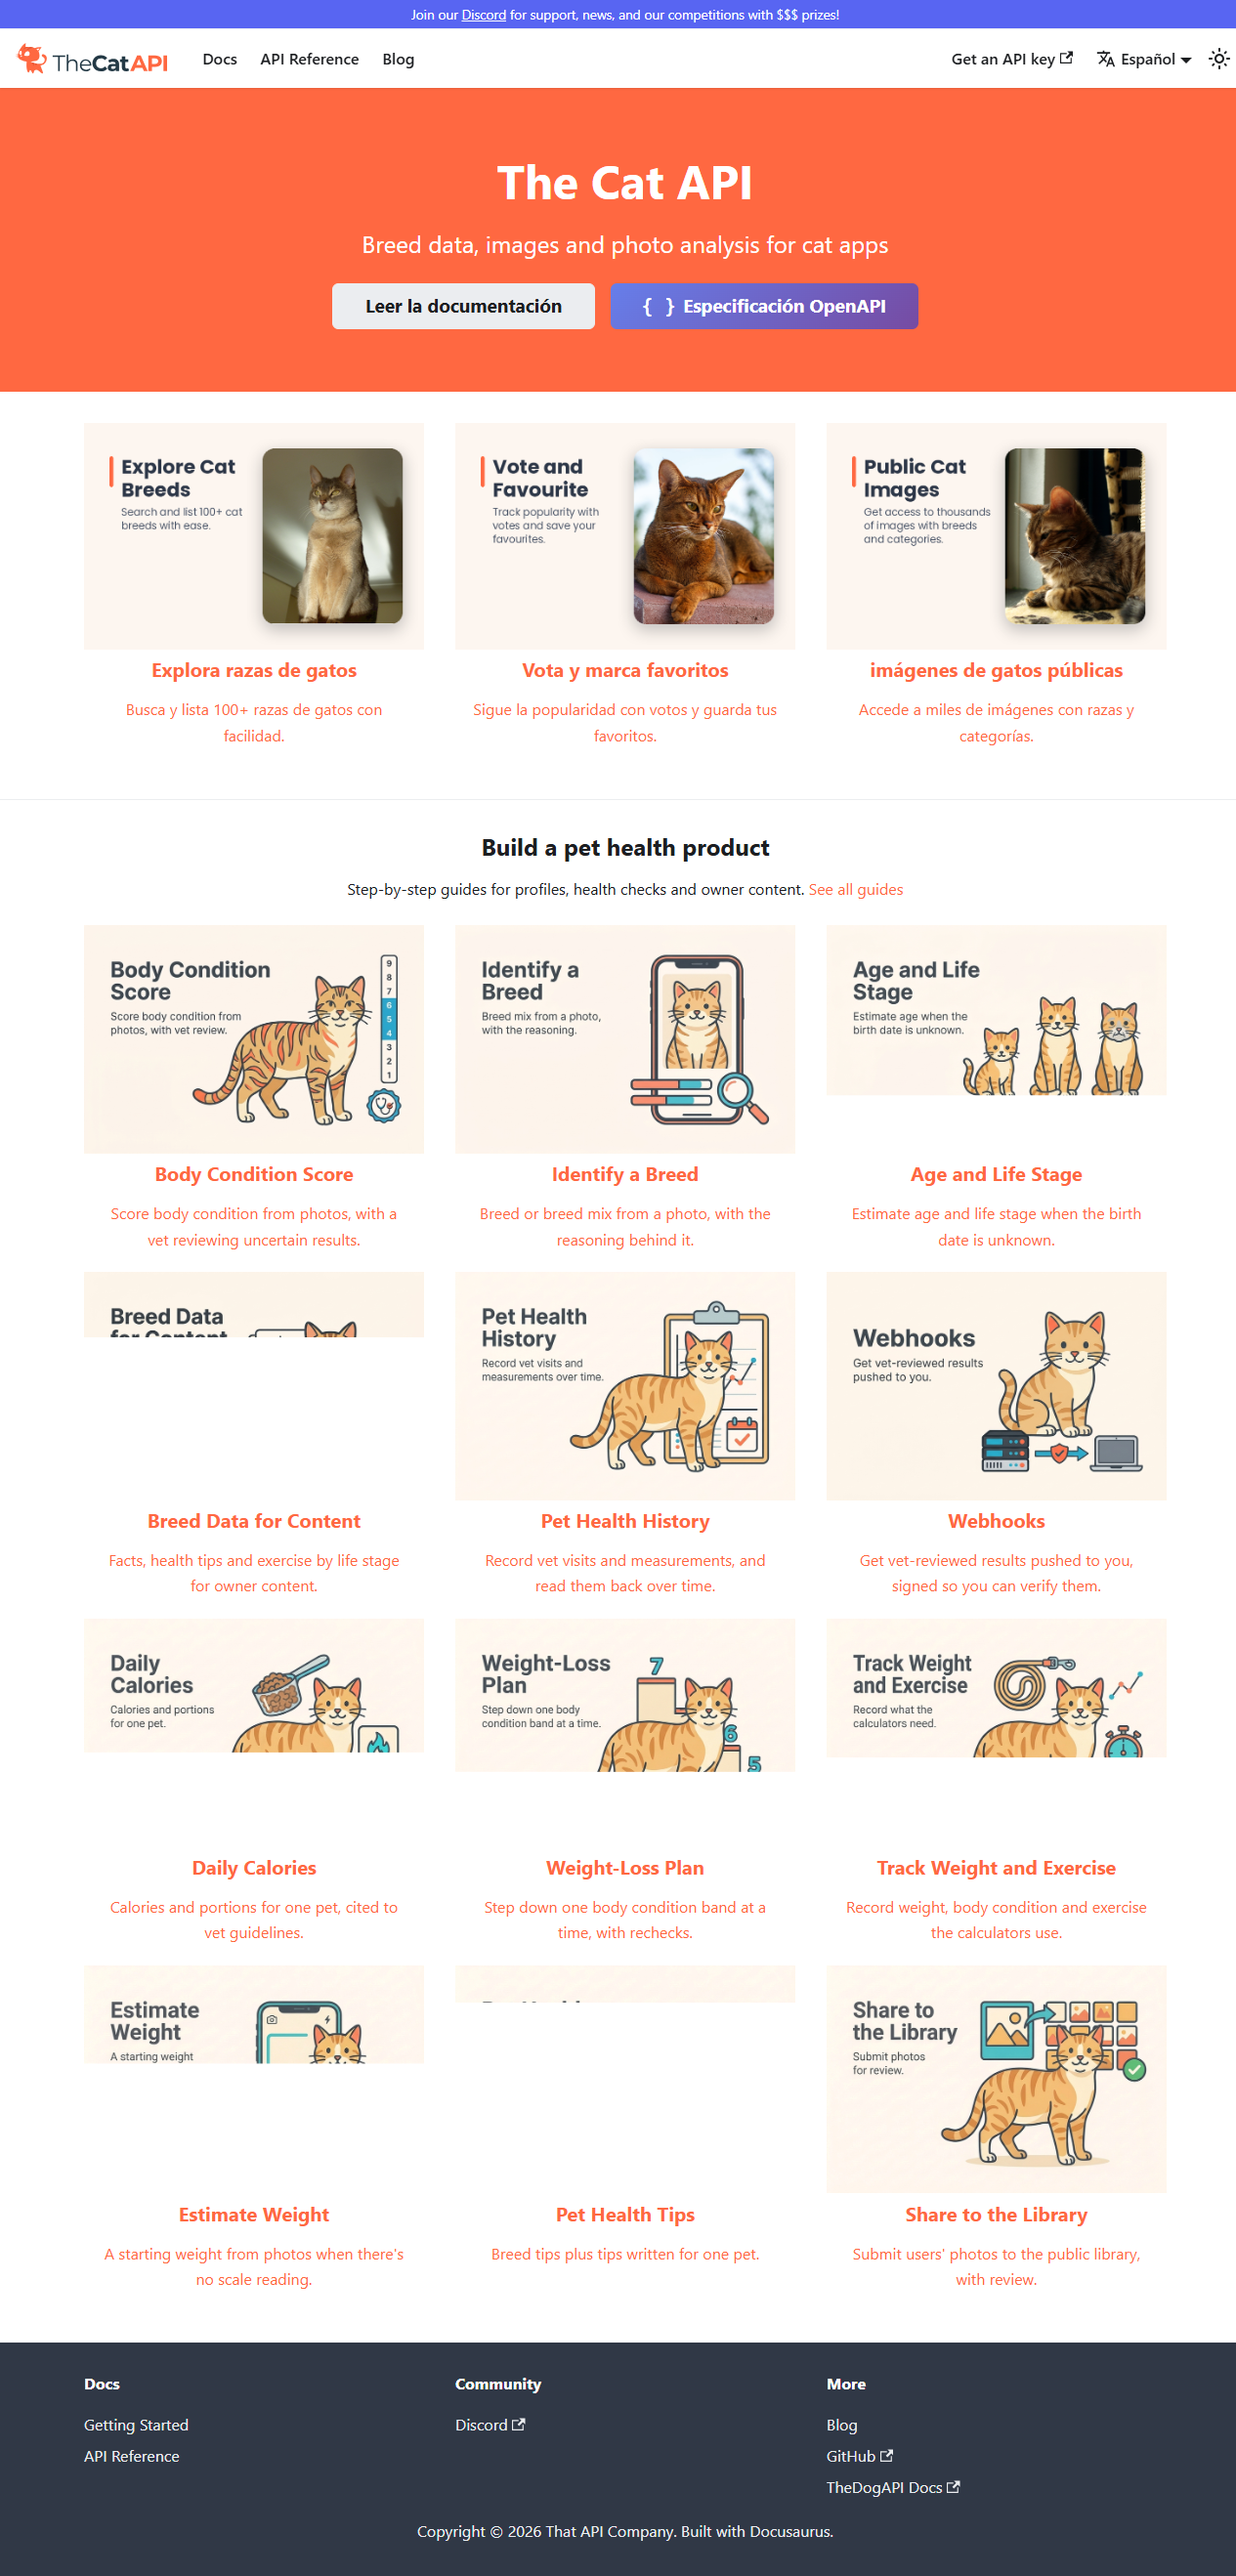 Join our Discord for support, news, and our competitions with $$$ prizes!
TheCatAPI
Docs
API Reference
Blog
Get an API key
Español
The Cat API
Breed data, images and photo analysis for cat apps
Leer la documentación
{ } Especificación OpenAPI
Explore Cat
Breeds
Search and list 100+ cat
breeds with ease.
Vote and
Favourite
Track popularity with
votes and save your
favourites.
Public Cat
Images
Get access to thousands
of images with breeds
and categories.
Explora razas de gatos
Busca y lista 100+ razas de gatos con
facilidad.
Vota y marca favoritos
Sigue la popularidad con votos y guarda tus
favoritos.
imágenes de gatos públicas
Accede a miles de imágenes con razas y
categorías.
Build a pet health product
Step-by-step guides for profiles, health checks and owner content. See all guides
Body Condition
Score
Score body condition from
photos, with vet review.
9
8
7
6
5
4
3
2
1
Identify a
Breed
Breed mix from a photo,
with the reasoning.
Age and Life
Stage
Estimate age when the
birth date is unknown.
Body Condition Score
Score body condition from photos, with a
vet reviewing uncertain results.
Identify a Breed
Breed or breed mix from a photo, with the
reasoning behind it.
Age and Life Stage
Estimate age and life stage when the birth
date is unknown.
Breed Data
for Content
Pet Health
History
Record vet visits and
measurements over time.
Webhooks
Get vet-reviewed results
pushed to you.
Breed Data for Content
Facts, health tips and exercise by life stage
for owner content.
Pet Health History
Record vet visits and measurements, and
read them back over time.
Webhooks
Get vet-reviewed results pushed to you,
signed so you can verify them.
Daily
Calories
Calories and portions
for one pet.
Weight-Loss
Plan
Step down one body
condition band at a time.
7
6
5
Track Weight
and Exercise
Record what the
calculators need.
Daily Calories
Calories and portions for one pet, cited to
vet guidelines.
Weight-Loss Plan
Step down one body condition band at a
time, with rechecks.
Track Weight and Exercise
Record weight, body condition and exercise
the calculators use.
Estimate
Weight
A starting weight
Share to
the Library
Submit photos
for review.
Estimate Weight
A starting weight from photos when there's
no scale reading.
Pet Health Tips
Breed tips plus tips written for one pet.
Share to the Library
Submit users' photos to the public library,
with review.
Docs
Getting Started
API Reference
Community
Discord
More
Blog
GitHub
TheDogAPI Docs
Copyright © 2026 That API Company. Built with Docusaurus.